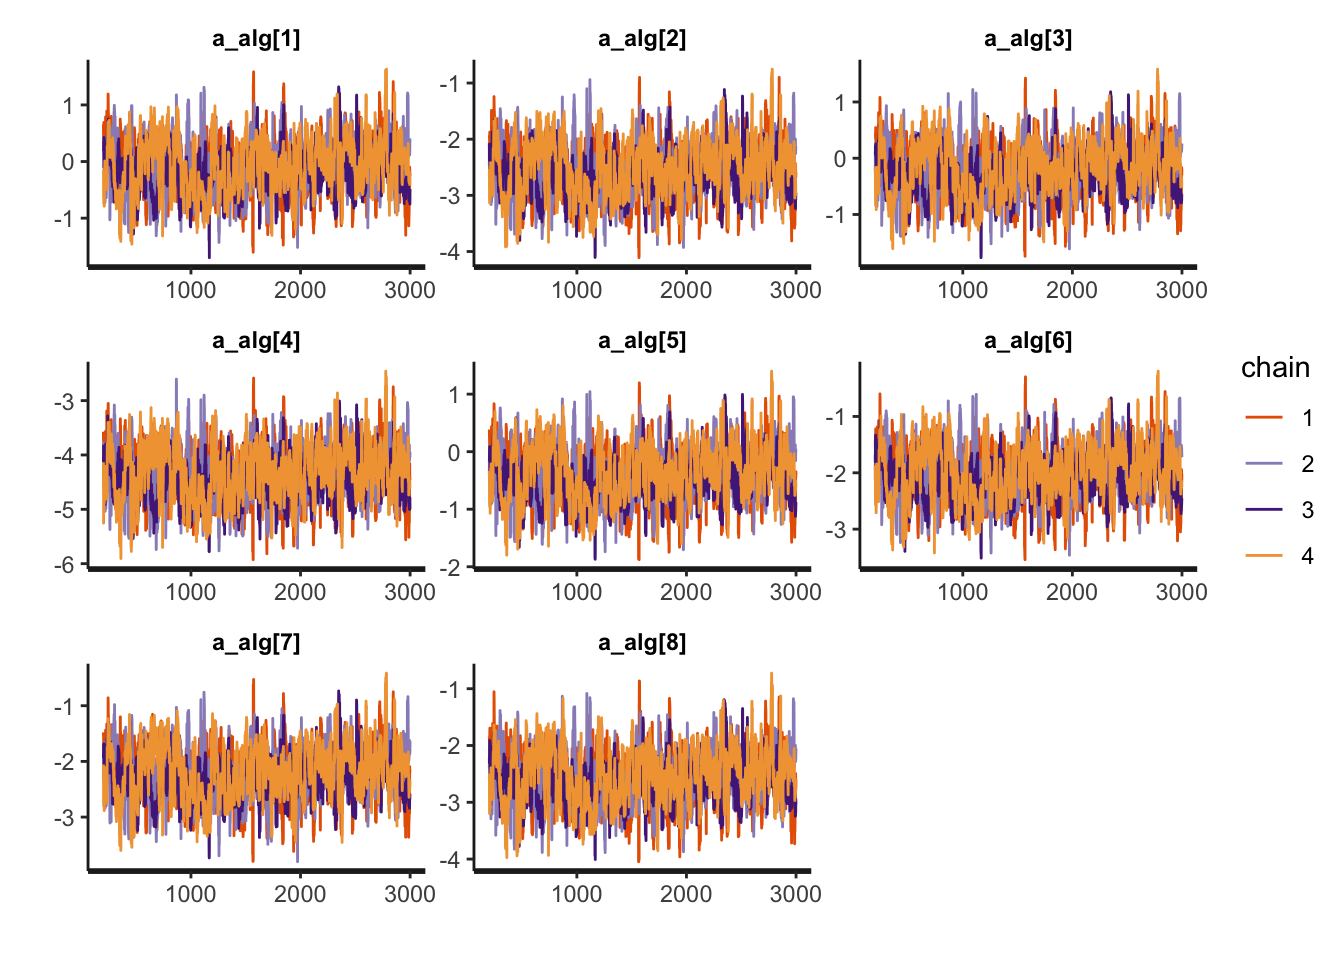 a_alg[1] a_alg[2] a_alg[3]
1 -1 1
0 -2 0
-1 -3 -1
-4
1000 2000 3000 1000 2000 3000 1000 2000 3000
a_alg[4] a_alg[5] a_alg[6]
-3 1 -1
-4 0 -2
-5 -1 -3
-6 -2
1000 2000 3000 1000 2000 3000 1000 2000 3000
chain
1
2
3
4
a_alg[7] a_alg[8]
-1 -1
-2 -2
-3 -3
-4
1000 2000 3000 1000 2000 3000